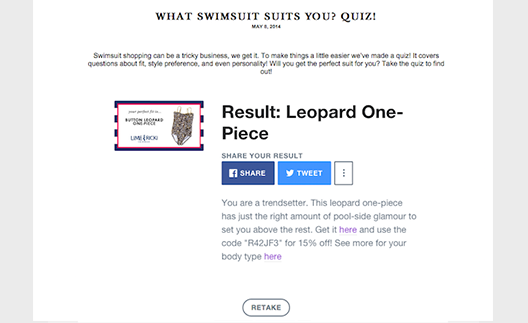 WHAT SWIMSUIT SUITS YOU? QUIZ!
MAY 8, 2014
Swimsuit shopping can be a tricky business, we get it. To make things a little easier we've made a quiz! It covers
questions about fit, style preference, and even personality! Will you get the perfect suit for you? Take the quiz to find
out!
your perfect fit is...
BUTTON LEOPARD
ONE-PIECE
LIME RICKI
Result: Leopard One-
Piece
SHARE YOUR RESULT
SHARE
TWEET
You are a trendsetter. This leopard one-piece
has just the right amount of pool-side glamour to
set you above the rest. Get it here and use the
code "R42JF3" for 15% off! See more for your
body type here
RETAKE